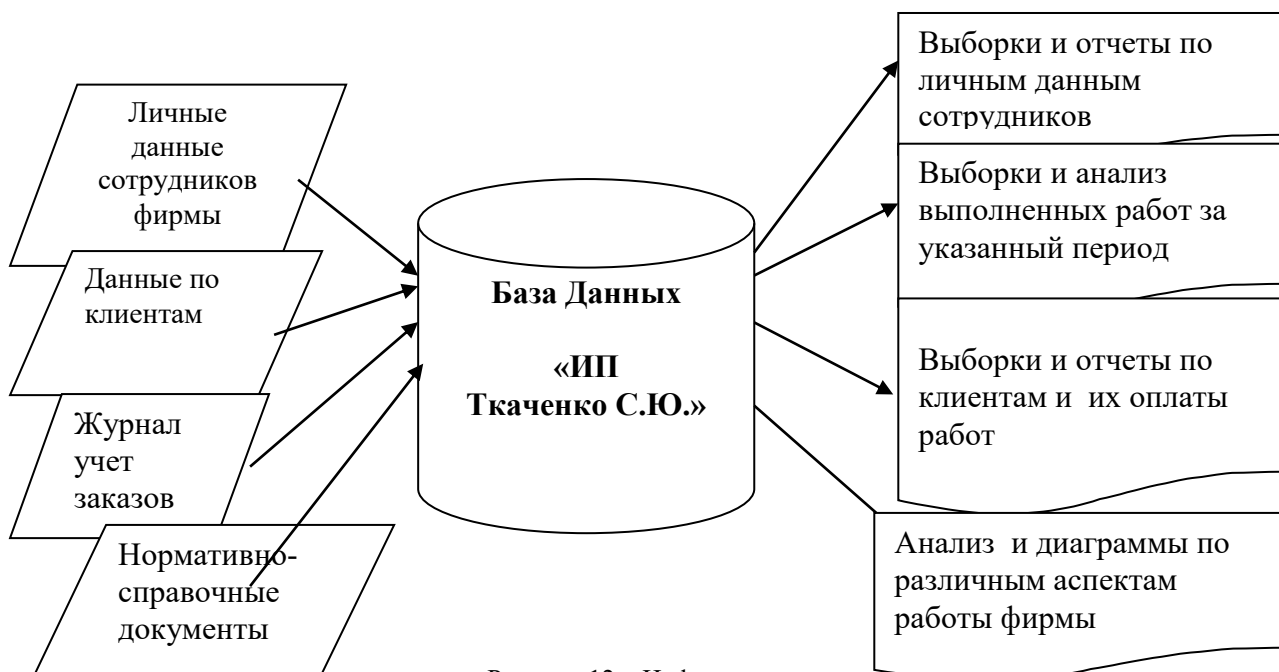 Личные
данные
сотрудников
фирмы
Данные по
клиентам
Журнал
учет
заказов
Нормативно-
справочные
документы
База Данных
«ИП
Ткаченко С.Ю.»
Выборки и отчеты по
личным данным
сотрудников
Выборки и анализ
выполненных работ за
указанный период
Выборки и отчеты по
клиентам и их оплаты
работ
Анализ и диаграммы по
различным аспектам
работы фирмы